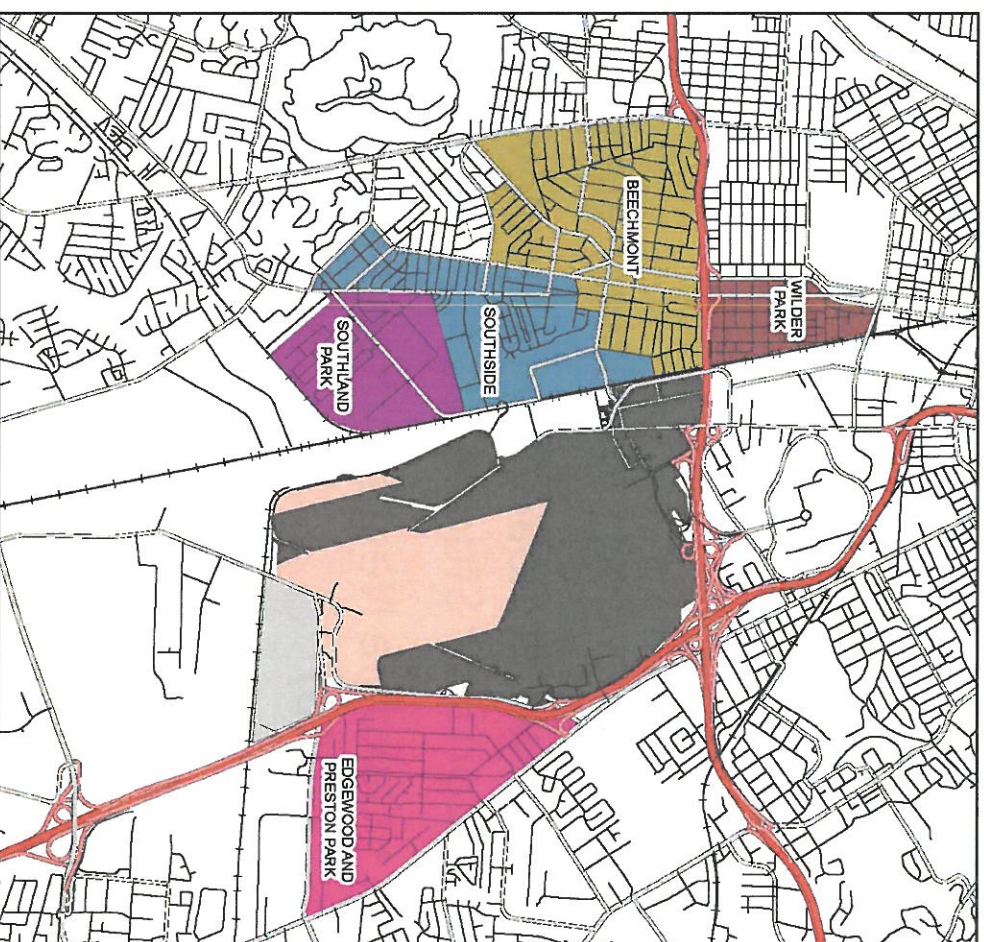 BEECHMONT
WILDER
PARK
SOUTHSIDE
SOUTHLAND
PARK
EDGEWOOD AND
PRESTON PARK